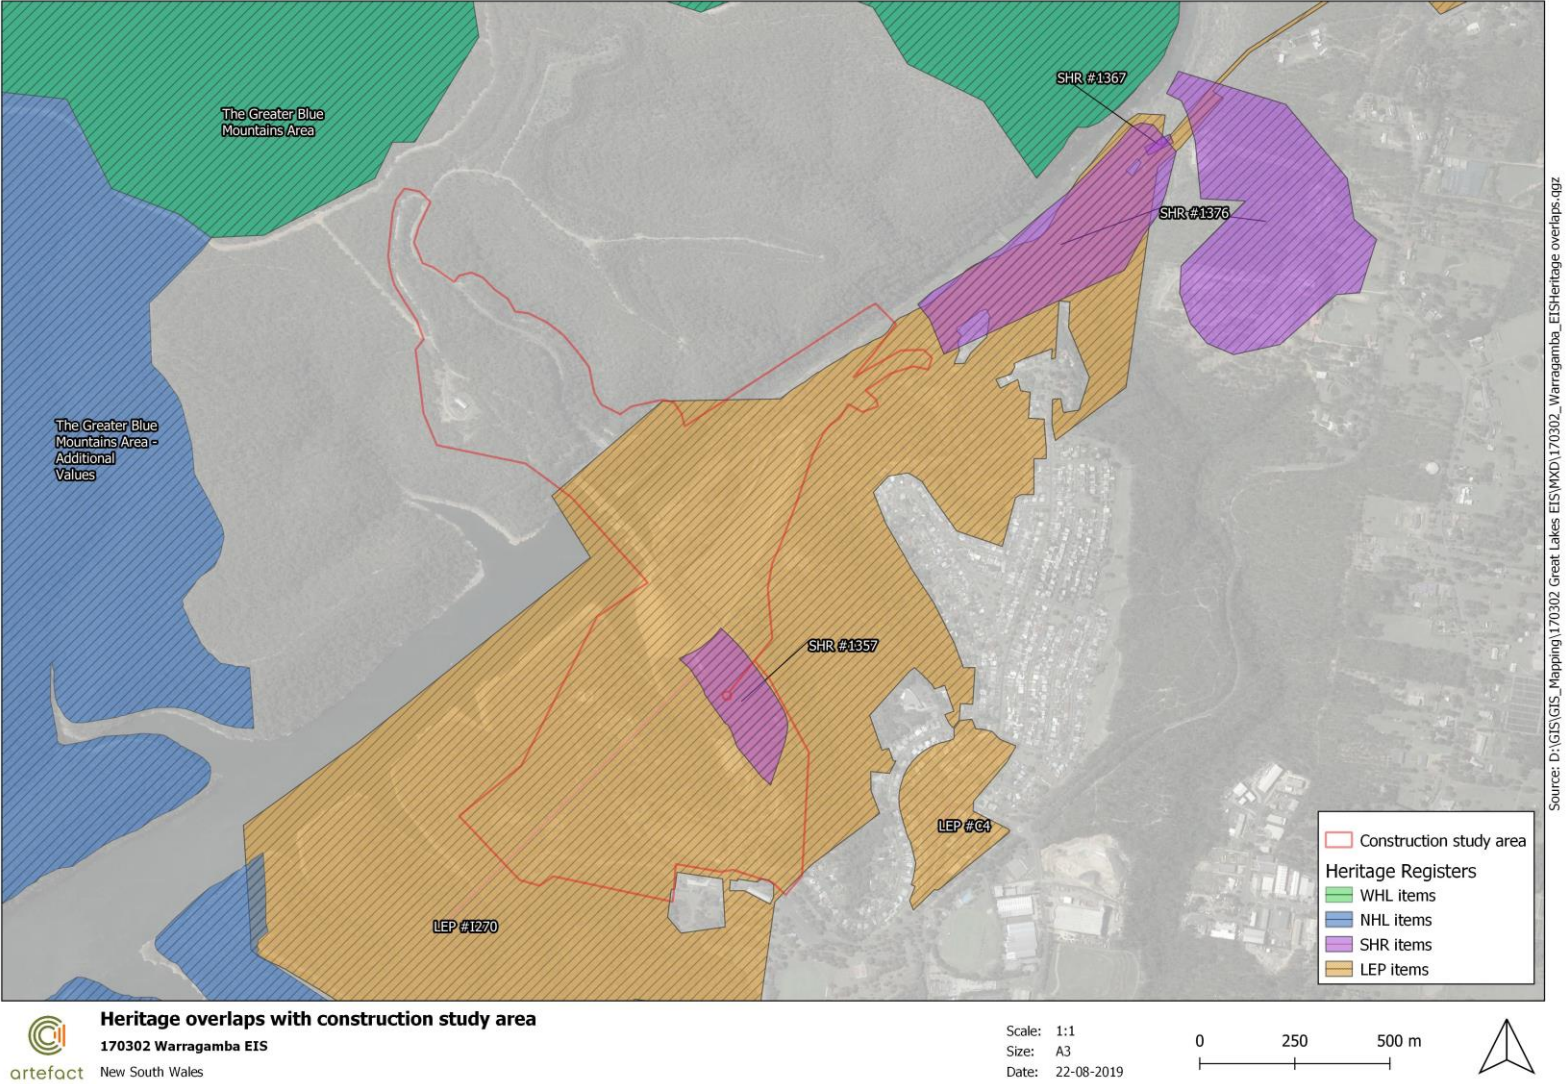 SHR #1367
The Greater Blue
Mountains Area
SHR #1376
The Greater Blue
Mountains Area -
Additional
Values
SHR #1357
LEP #C4
LEP #I270
Construction study area
Heritage Registers
WHL items
NHL items
SHR items
LEP items
Source: D:\GIS\GIS_Mapping\170302 Great Lakes EIS\MXD\170302_Warragamba_EISHeritage overlaps.qgz
artefact
Heritage overlaps with construction study area
170302 Warragamba EIS
New South Wales
Scale: 1:1
Size: A3
Date: 22-08-2019
0 250 500 m